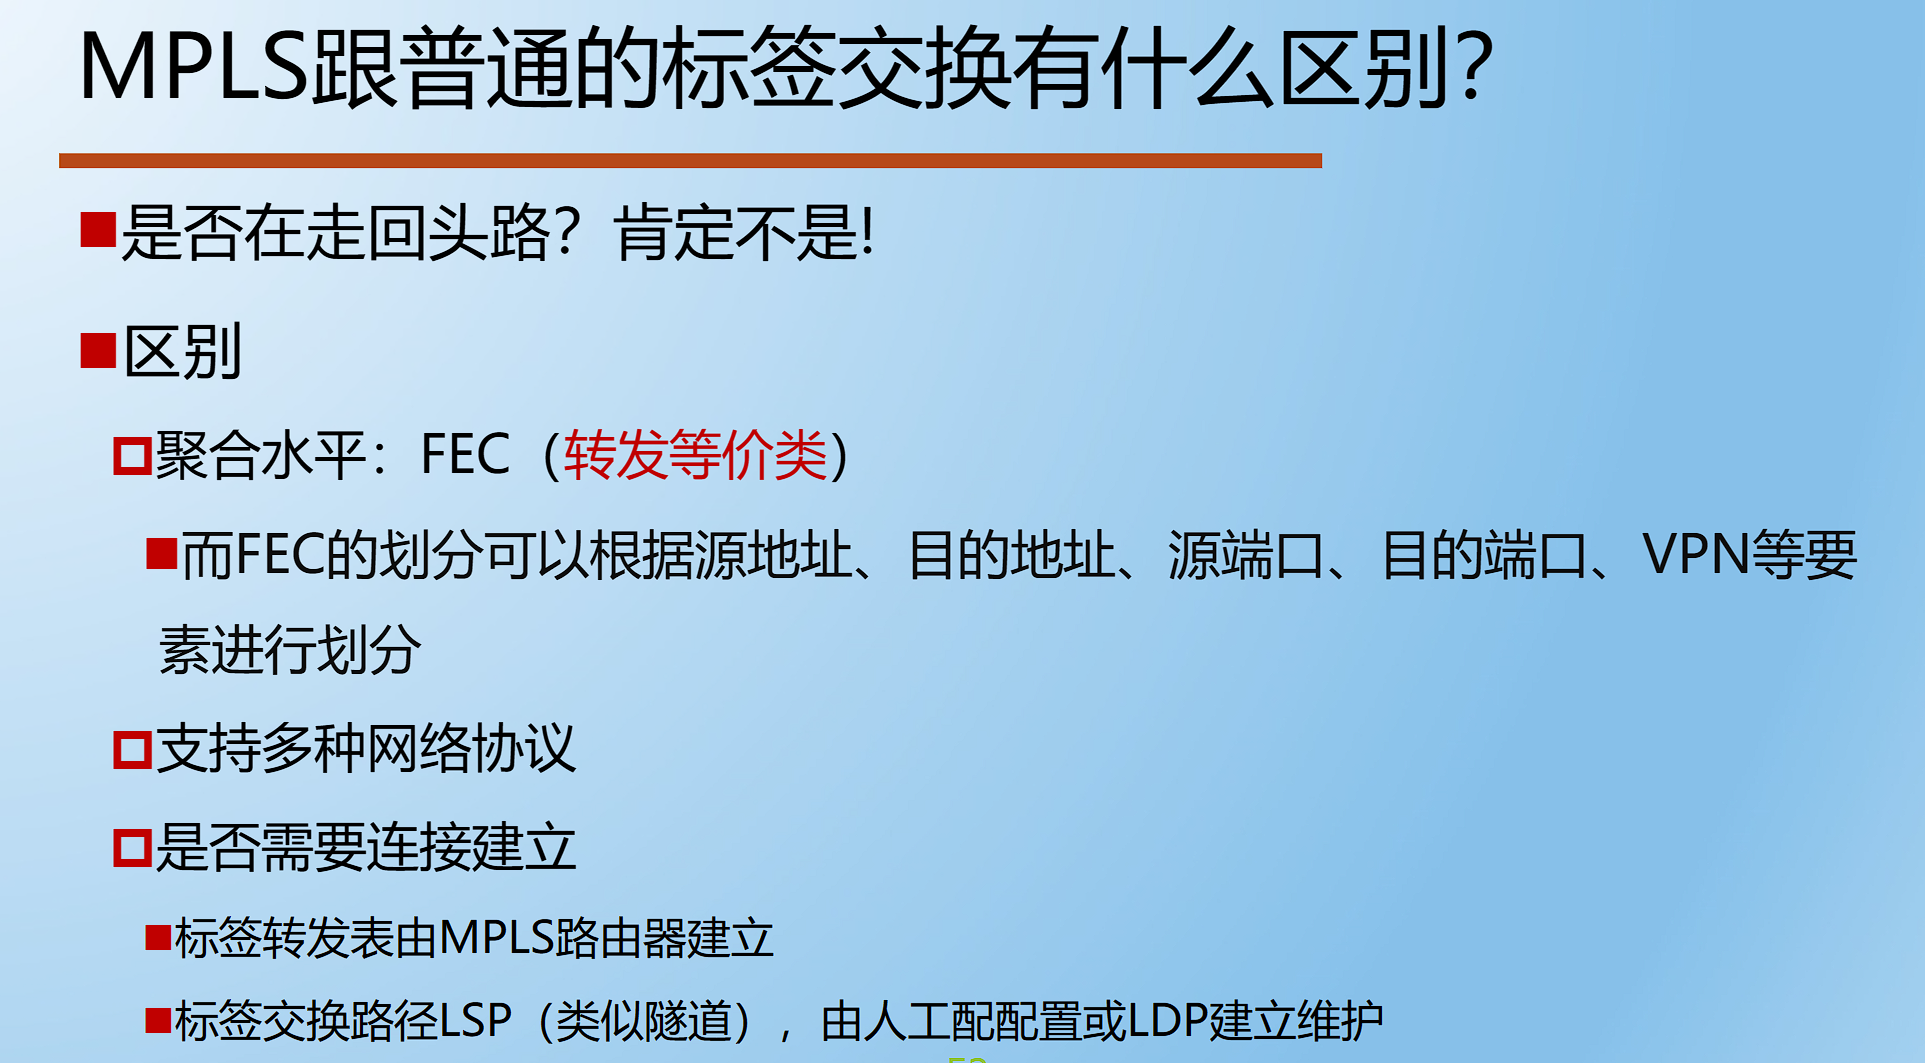 MPLS跟普通的标签交换有什么区别？
是否在走回头路？肯定不是！
区别
聚合水平：FEC（转发等价类）
而FEC的划分可以根据源地址、目的地址、源端口、目的端口、VPN等要
素进行划分
支持多种网络协议
是否需要连接建立
标签转发表由MPLS路由器建立
标签交换路径LSP（类似隧道），由人工配配置或LDP建立维护